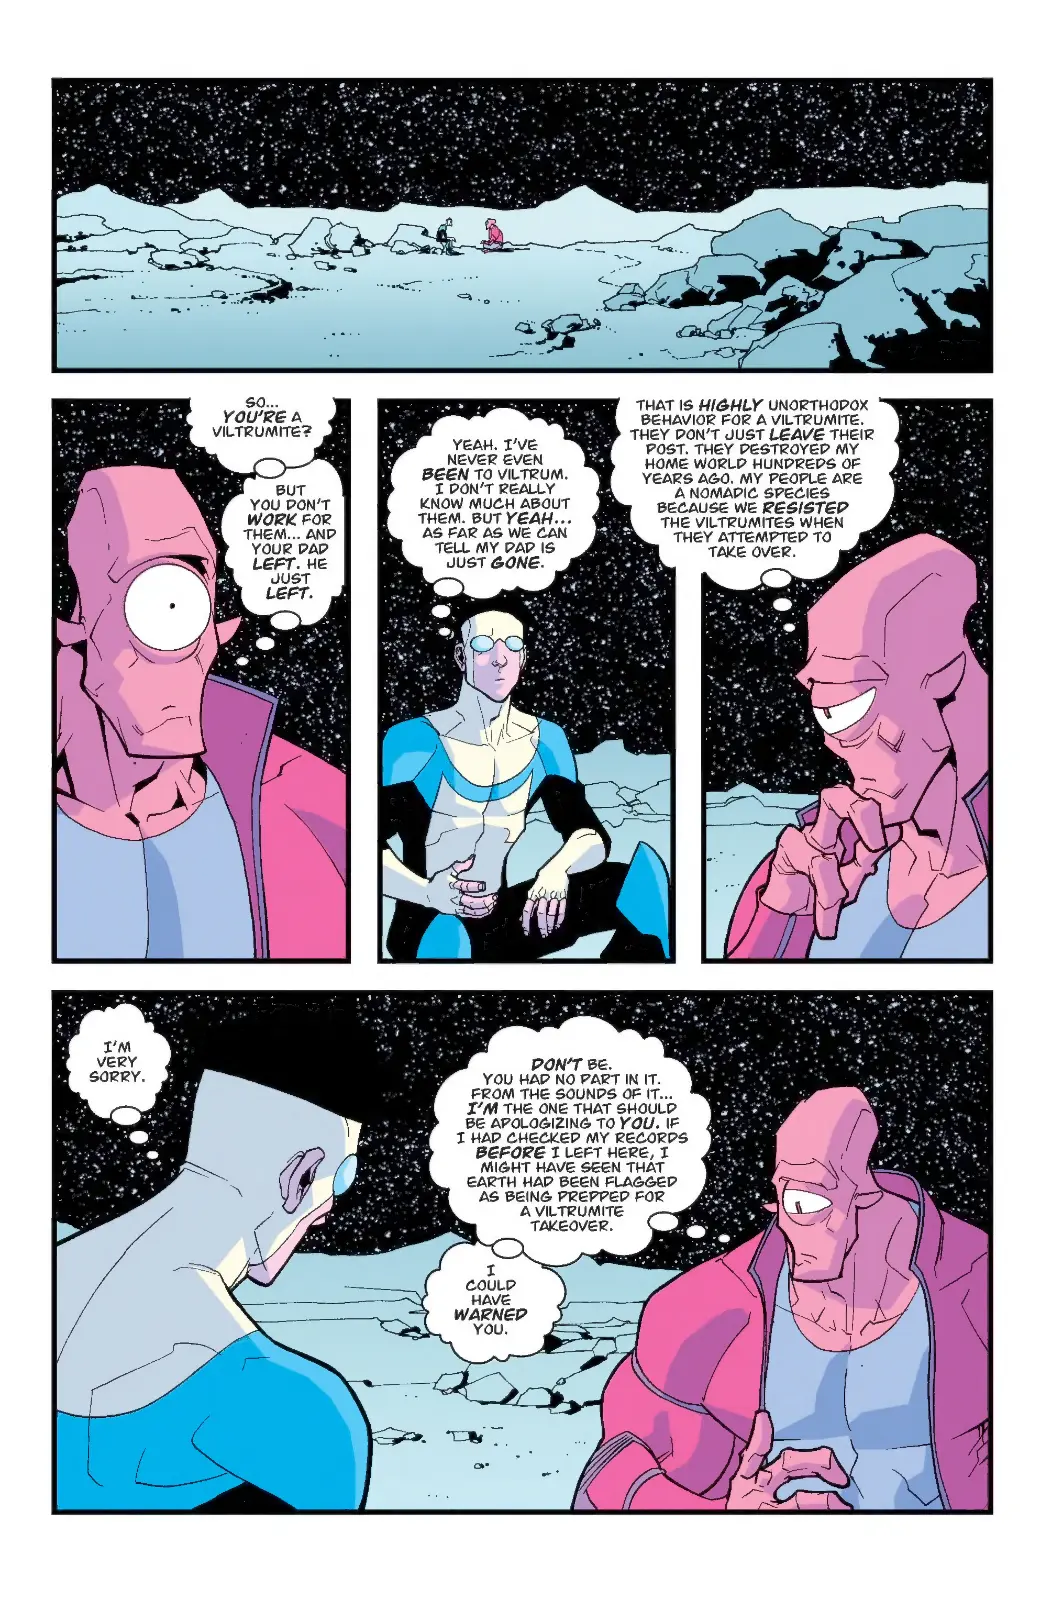 SO...
YOU'RE A
VILTRUMITE?
BUT
YOU DON'T
WORK FOR
THEM... AND
YOUR DAD
LEFT. HE
JUST
LEFT.
YEAH. I'VE
NEVER EVEN
BEEN TO VILTRUM.
I DON'T REALLY
KNOW MUCH ABOUT
THEM. BUT YEAH...
AS FAR AS WE CAN
TELL MY DAD IS
JUST GONE.
THAT IS HIGHLY UNORTHODOX
BEHAVIOR FOR A VILTRUMITE.
THEY DON'T JUST LEAVE THEIR
POST. THEY DESTROYED MY
HOME WORLD HUNDREDS OF
YEARS AGO. MY PEOPLE ARE
A NOMADIC SPECIES
BECAUSE WE RESISTED
THE VILTRUMITES WHEN
THEY ATTEMPTED TO
TAKE OVER.
I'M
VERY
SORRY.
DON'T BE.
YOU HAD NO PART IN IT.
FROM THE SOUNDS OF IT...
I'M THE ONE THAT SHOULD
BE APOLOGIZING TO YOU. IF
I HAD CHECKED MY RECORDS
BEFORE I LEFT HERE, I
MIGHT HAVE SEEN THAT
EARTH HAD BEEN FLAGGED
AS BEING PREPPED FOR
A VILTRUMITE
TAKEOVER.
I
COULD
HAVE
WARNED
YOU.